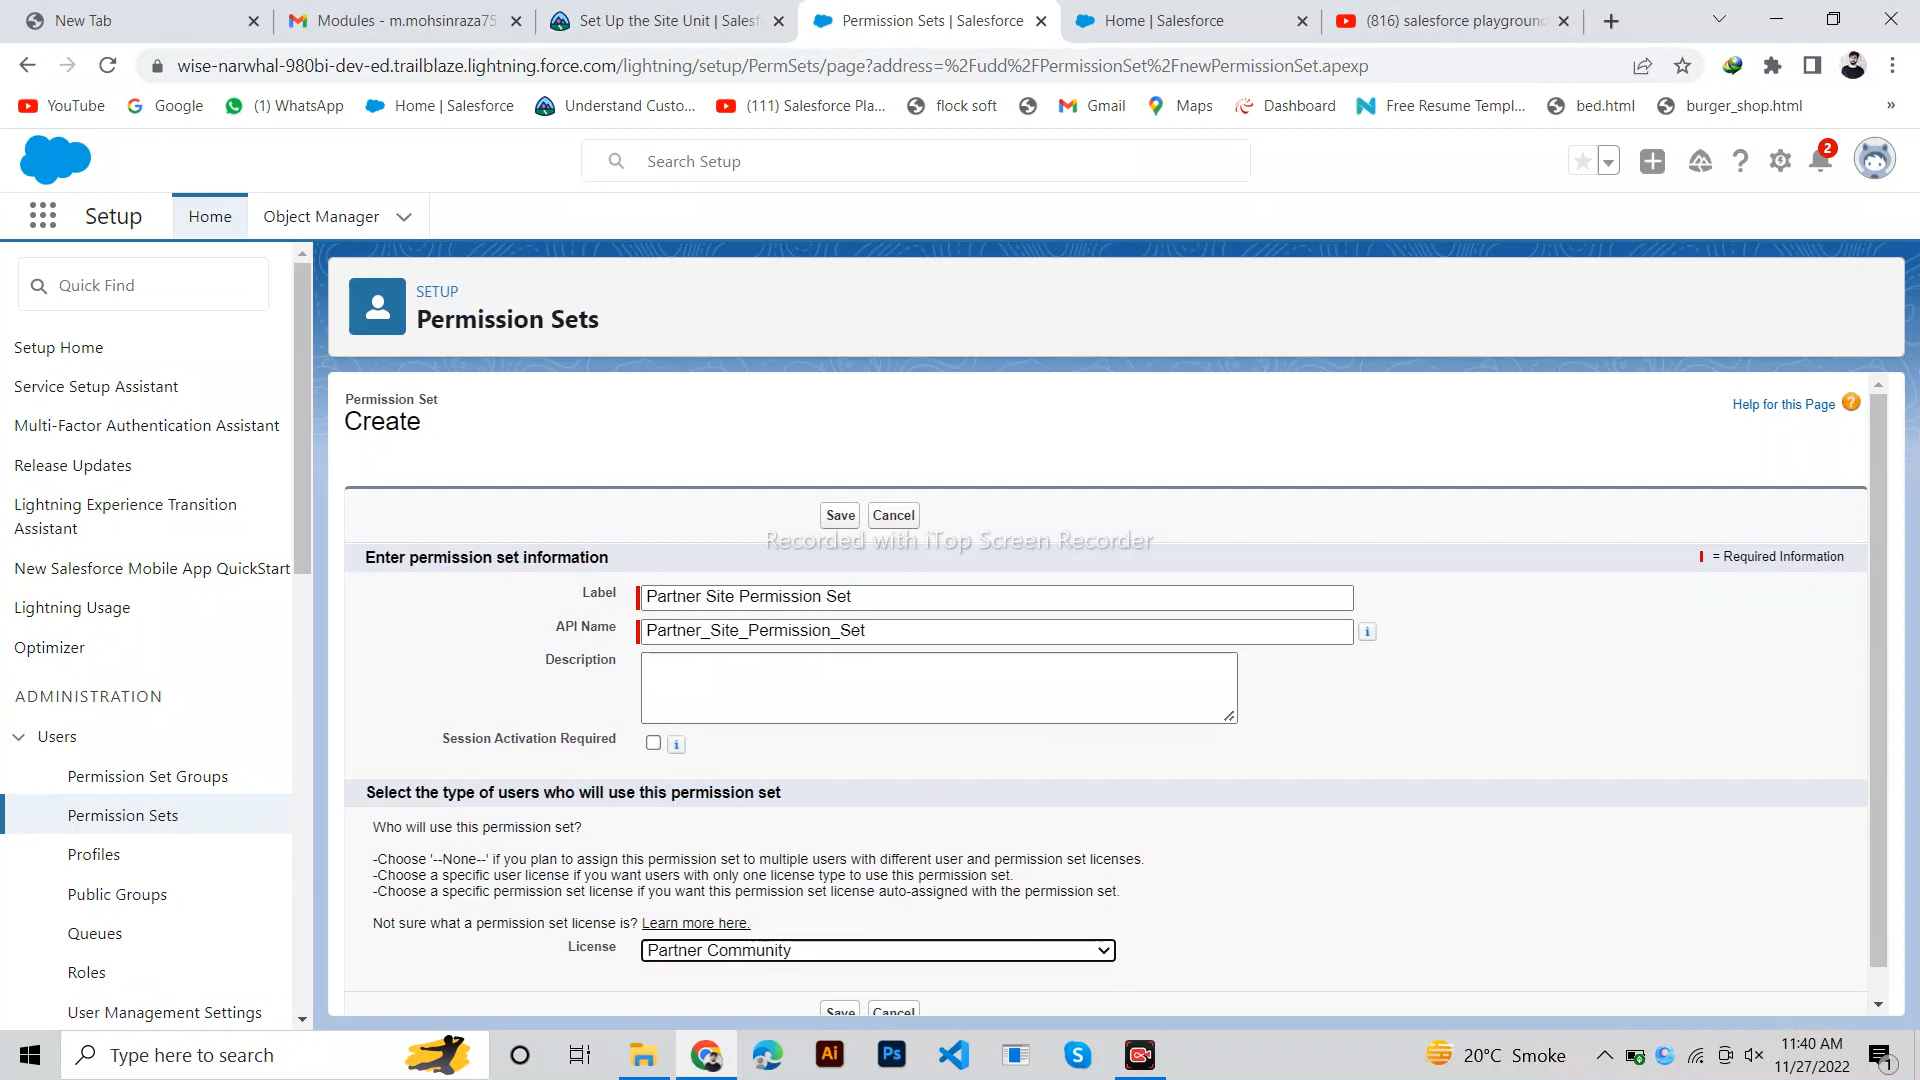 New Tab
Modules - m.mohsinraza75
Set Up the Site Unit | Salesf
Permission Sets | Salesforce
Home | Salesforce
(816) salesforce playground
wise-narwhal-980bi-dev-ed.trailblaze.lightning.force.com/lightning/setup/PermSets/page?address=%2Fudd%2FPermissionSet%2FnewPermissionSet.apexp
YouTube
Google
(1) WhatsApp
Home | Salesforce
Understand Custo...
(111) Salesforce Pla...
flock soft
Gmail
Maps
Dashboard
Free Resume Templ...
bed.html
burger_shop.html
»
Search Setup
2
Setup
Home
Object Manager
Quick Find
Setup Home
Service Setup Assistant
Multi-Factor Authentication Assistant
Release Updates
Lightning Experience Transition
Assistant
New Salesforce Mobile App QuickStart
Lightning Usage
Optimizer
ADMINISTRATION
Users
Permission Set Groups
Permission Sets
Profiles
Public Groups
Queues
Roles
User Management Settings
SETUP
Permission Sets
Permission Set
Create
Help for this Page
Save
Cancel
Recorded with iTop Screen Recorder
Enter permission set information
= Required Information
Label
Partner Site Permission Set
API Name
Partner_Site_Permission_Set
Description
Session Activation Required
Select the type of users who will use this permission set
Who will use this permission set?
-Choose '--None--' if you plan to assign this permission set to multiple users with different user and permission set licenses.
-Choose a specific user license if you want users with only one license type to use this permission set.
-Choose a specific permission set license if you want this permission set license auto-assigned with the permission set.
Not sure what a permission set license is? Learn more here.
License
Partner Community
Save
Cancel
Type here to search
Ai
Ps
20°C Smoke
11:40 AM
11/27/2022
1